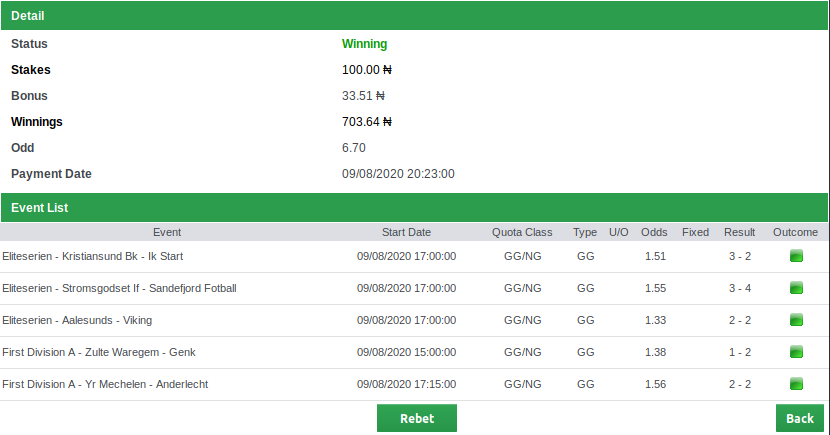 Detail
Status Winning
Stakes 100.00 ₦
Bonus 33.51 ₦
Winnings 703.64 ₦
Odd 6.70
Payment Date 09/08/2020 20:23:00
Event List
Event Start Date Quota Class Type U/O Odds Fixed Result Outcome
Eliteserien - Kristiansund Bk - Ik Start 09/08/2020 17:00:00 GG/NG GG 1.51 3 - 2
Eliteserien - Stromsgodset If - Sandefjord Fotball 09/08/2020 17:00:00 GG/NG GG 1.55 3 - 4
Eliteserien - Aalesunds - Viking 09/08/2020 17:00:00 GG/NG GG 1.33 2 - 2
First Division A - Zulte Waregem - Genk 09/08/2020 15:00:00 GG/NG GG 1.38 1 - 2
First Division A - Yr Mechelen - Anderlecht 09/08/2020 17:15:00 GG/NG GG 1.56 2 - 2
Rebet Back